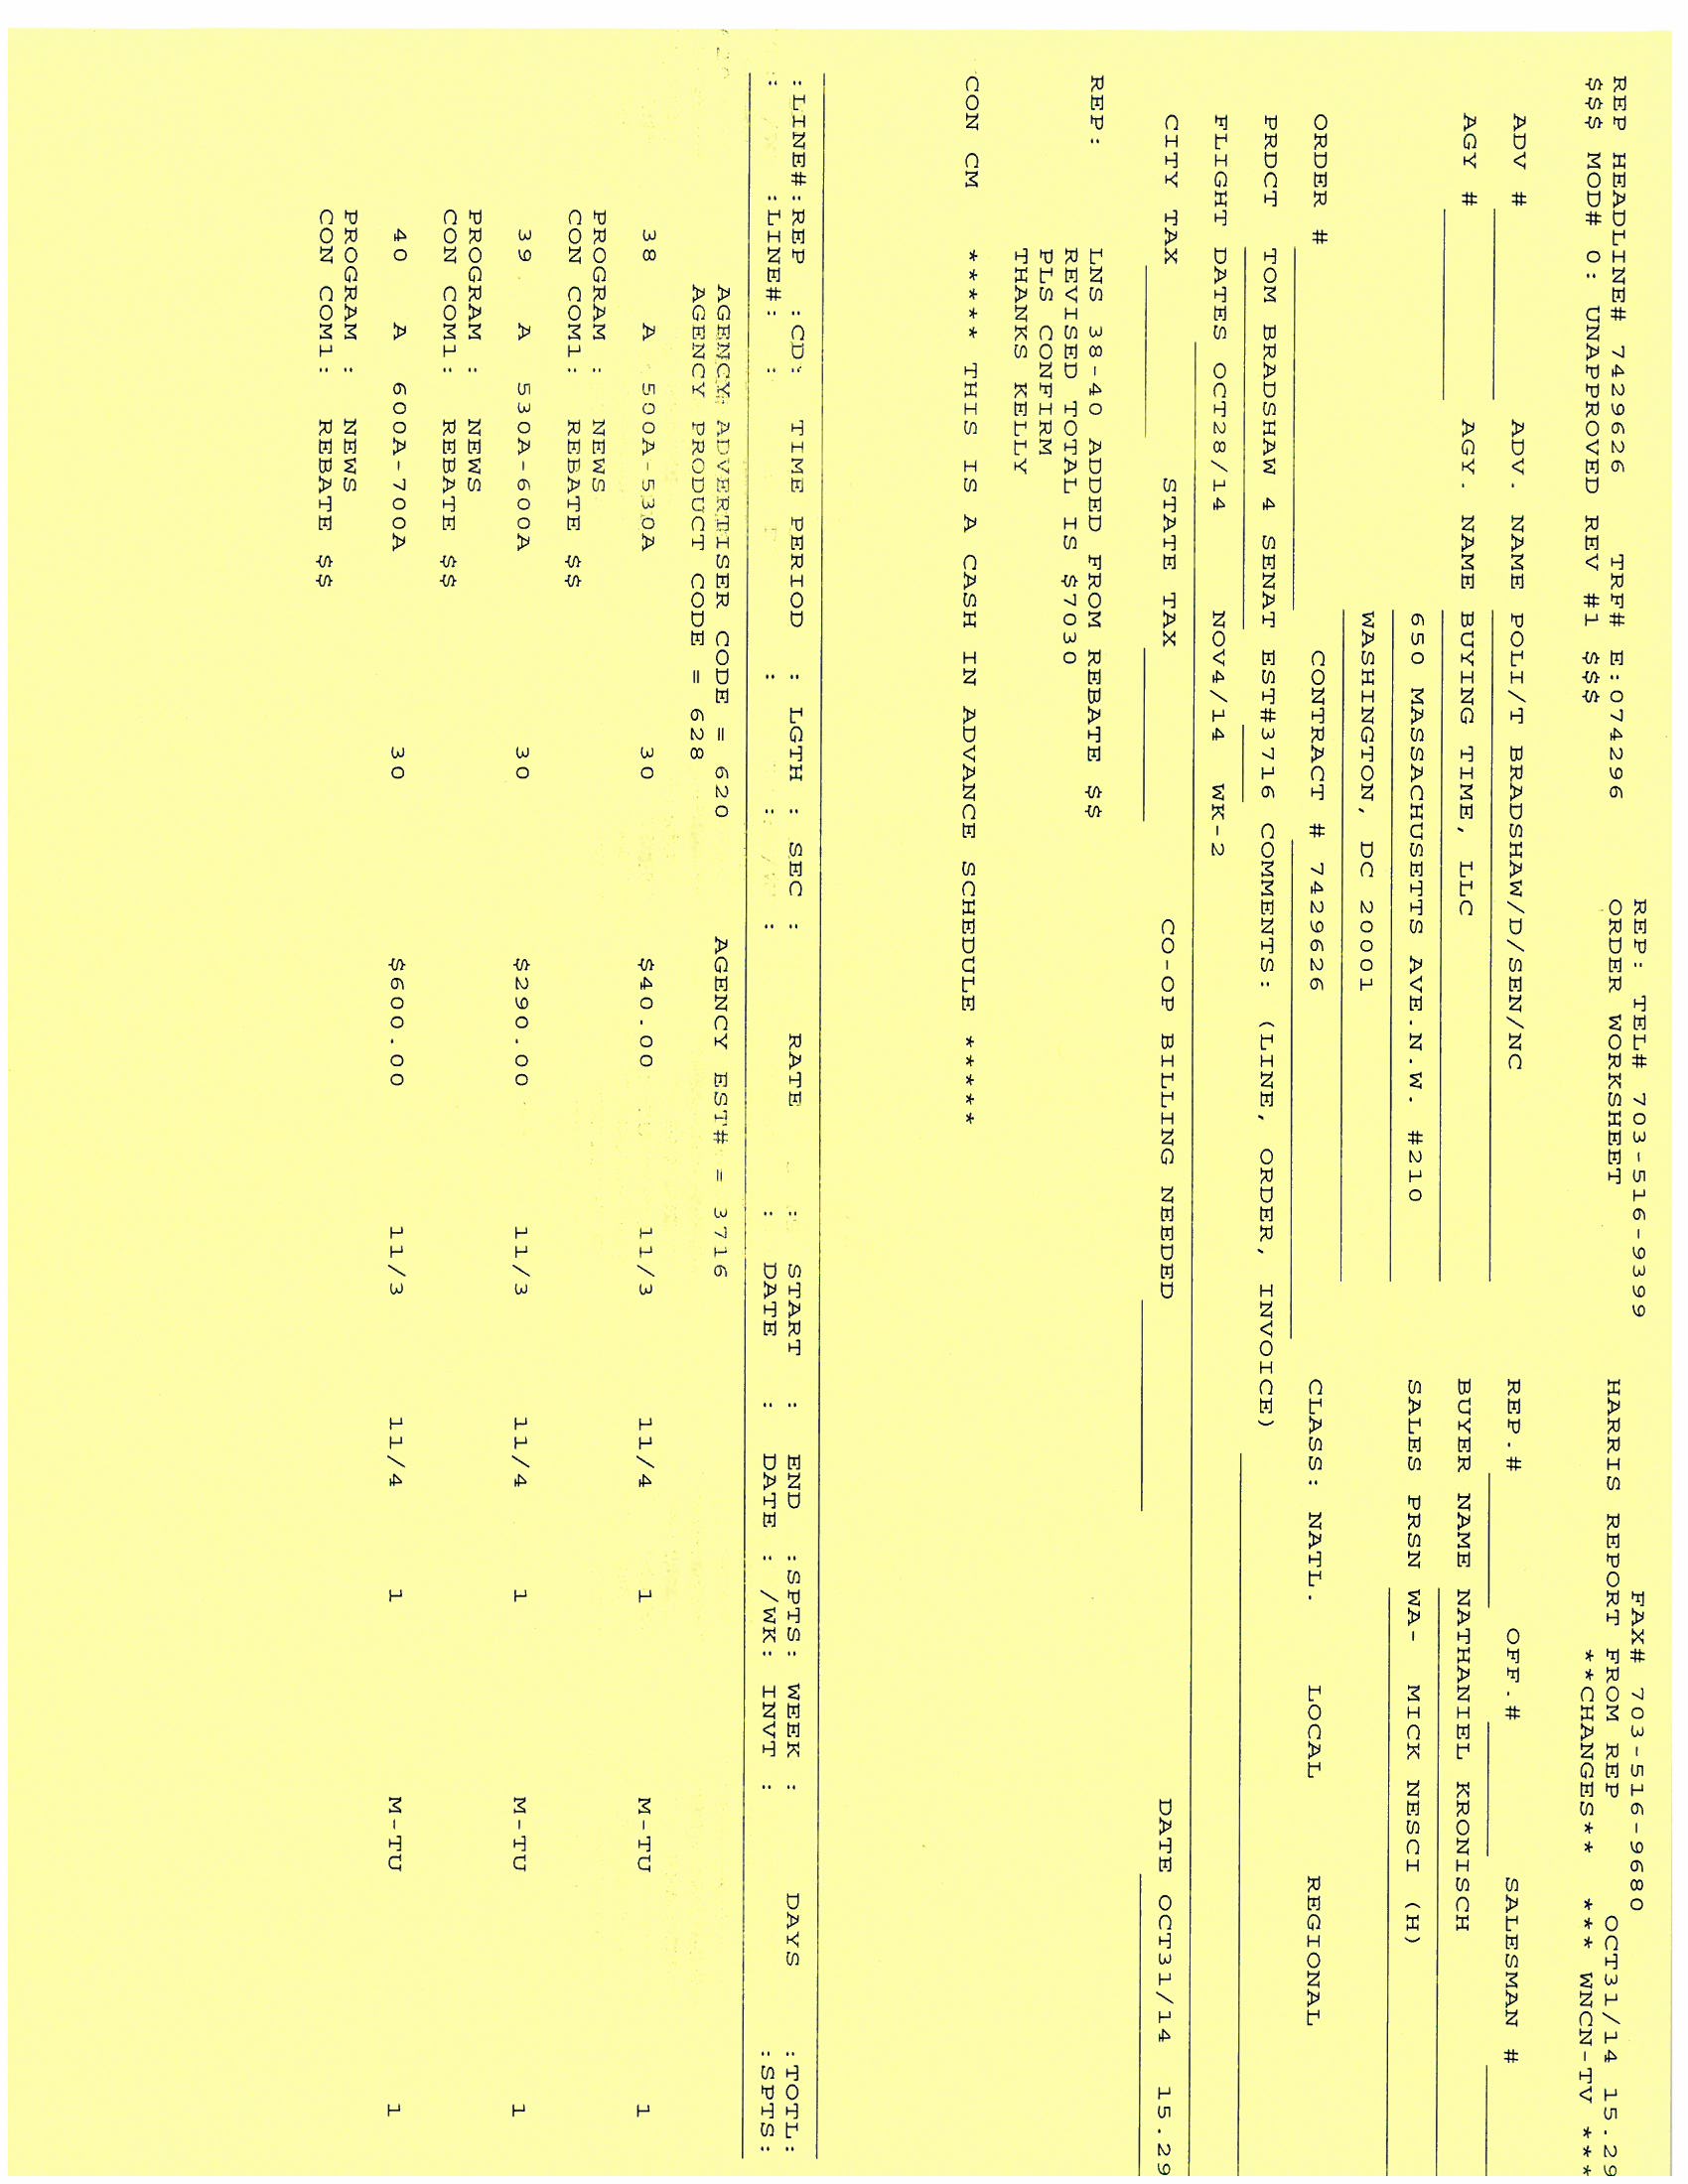 REP: TEL# 703-516-9399 FAX# 703-516-9680
REP HEADLINE# 7429626 TRF# E:074296 ORDER WORKSHEET HARRIS REPORT FROM REP OCT31/14 15.29
$$$ MOD# 0: UNAPPROVED REV #1 $$$ **CHANGES** *** WNCN-TV ***
ADV # ADV. NAME POLI/T BRADSHAW/D/SEN/NC REP.# OFF.# SALESMAN #
AGY # AGY. NAME BUYING TIME, LLC BUYER NAME NATHANIEL KRONISCH
650 MASSACHUSETTS AVE.N.W. #210 SALES PRSN WA- MICK NESCI (H)
WASHINGTON, DC 20001
ORDER # CONTRACT # 7429626 CLASS: NATL. LOCAL REGIONAL
PRDCT TOM BRADSHAW 4 SENAT EST#3716 COMMENTS: (LINE, ORDER, INVOICE)
FLIGHT DATES OCT28/14 NOV4/14 WK-2
CITY TAX STATE TAX CO-OP BILLING NEEDED DATE OCT31/14 15.29
REP: LNS 38-40 ADDED FROM REBATE $$
REVISED TOTAL IS $7030
PLS CONFIRM
THANKS KELLY
CON CM ***** THIS IS A CASH IN ADVANCE SCHEDULE *****
:LINE#:REP :CD: TIME PERIOD : LGTH : SEC : RATE : START : END :SPTS: WEEK : DAYS :TOTL:
: :LINE#: : : : : : DATE : DATE : /WK: INVT : :SPTS:
AGENCY ADVERTISER CODE = 620 AGENCY EST# = 3716
AGENCY PRODUCT CODE = 628
38 A 500A-530A 30 $40.00 11/3 11/4 1 M-TU 1
PROGRAM : NEWS
CON COM1: REBATE $$
39 A 530A-600A 30 $290.00 11/3 11/4 1 M-TU 1
PROGRAM : NEWS
CON COM1: REBATE $$
40 A 600A-700A 30 $600.00 11/3 11/4 1 M-TU 1
PROGRAM : NEWS
CON COM1: REBATE $$